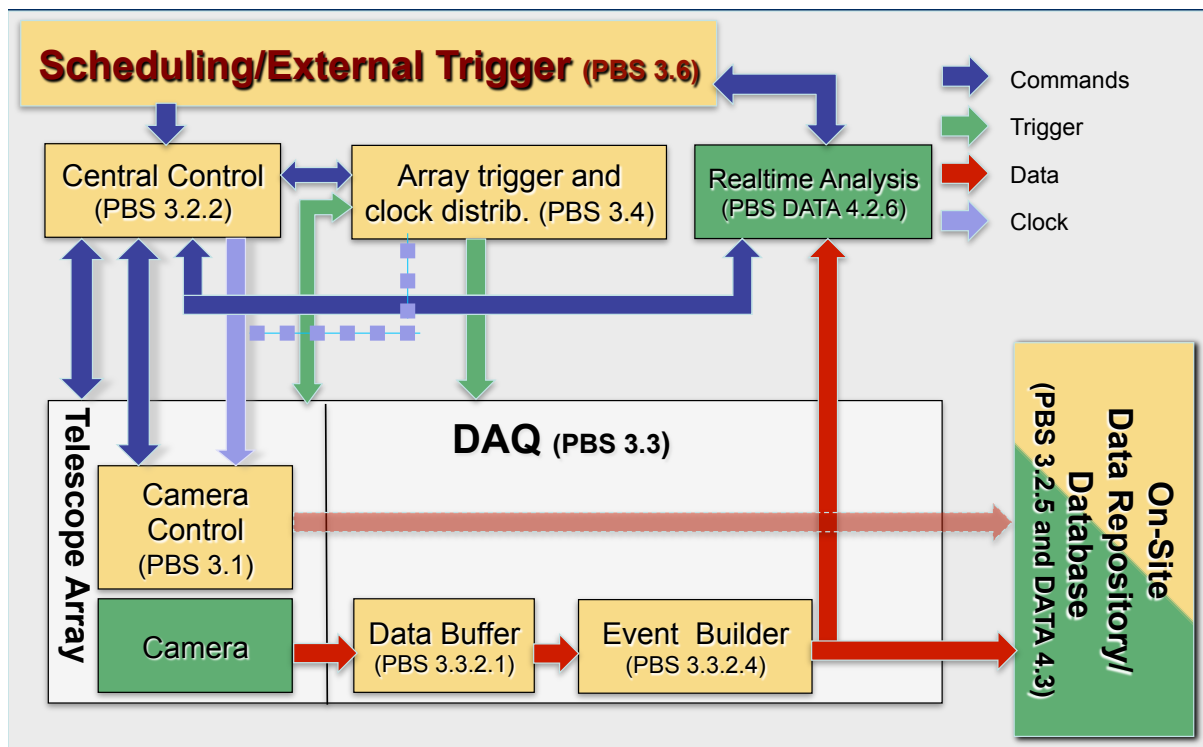 Scheduling/External Trigger (PBS 3.6)
Commands
Trigger
Data
Clock
Central Control
(PBS 3.2.2)
Array trigger and
clock distrib. (PBS 3.4)
Realtime Analysis
(PBS DATA 4.2.6)
Telescope Array
DAQ (PBS 3.3)
Camera
Control
(PBS 3.1)
Camera
Data Buffer
(PBS 3.3.2.1)
Event Builder
(PBS 3.3.2.4)
On-Site
Data Repository/
Database
(PBS 3.2.5 and DATA 4.3)